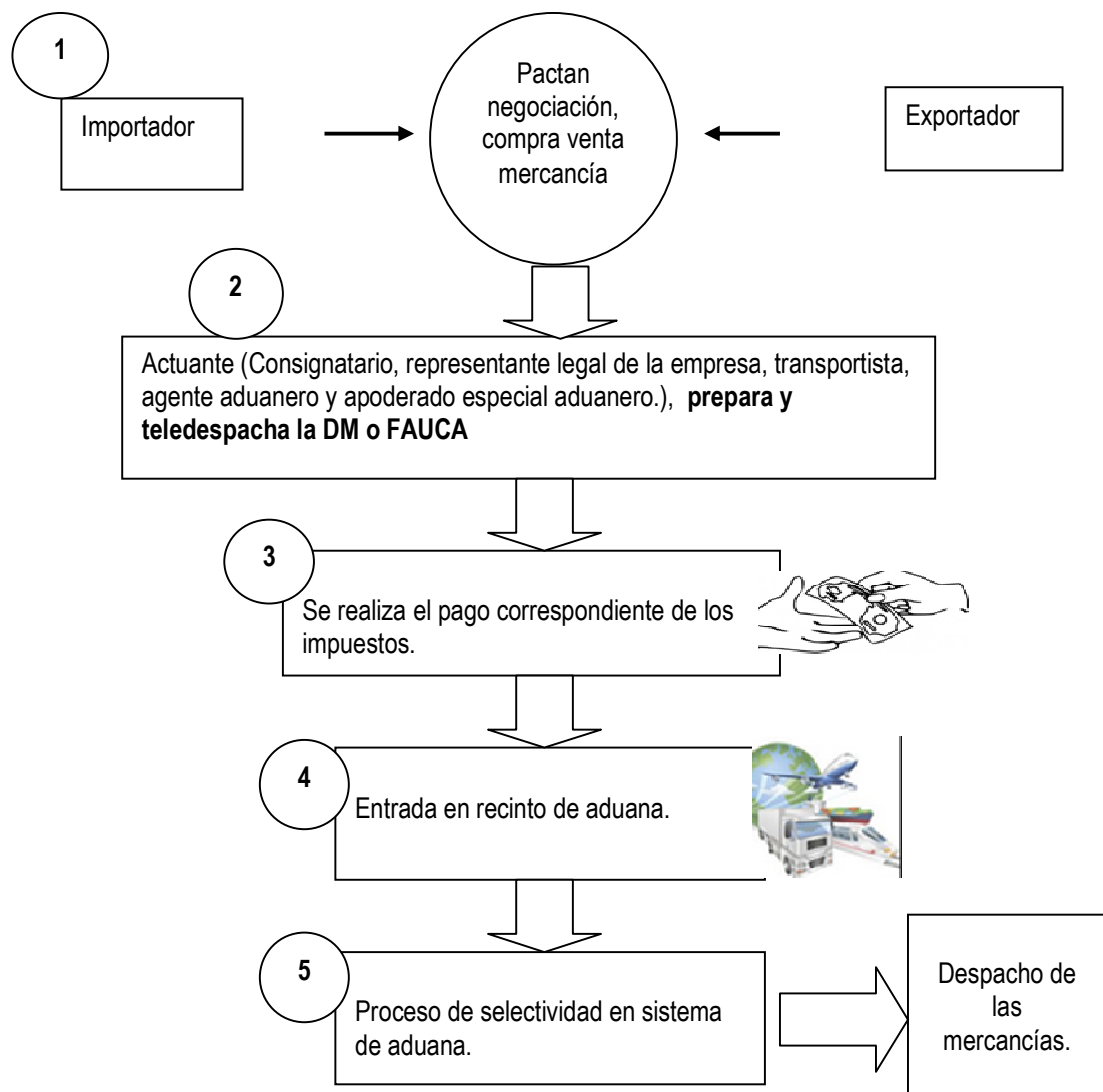 1
Importador
Pactan
negociación,
compra venta
mercancía
Exportador
2
Actuante (Consignatario, representante legal de la empresa, transportista,
agente aduanero y apoderado especial aduanero.), prepara y
teledespacha la DM o FAUCA
3
Se realiza el pago correspondiente de los
impuestos.
4
Entrada en recinto de aduana.
5
Proceso de selectividad en sistema
de aduana.
Despacho de
las
mercancías.